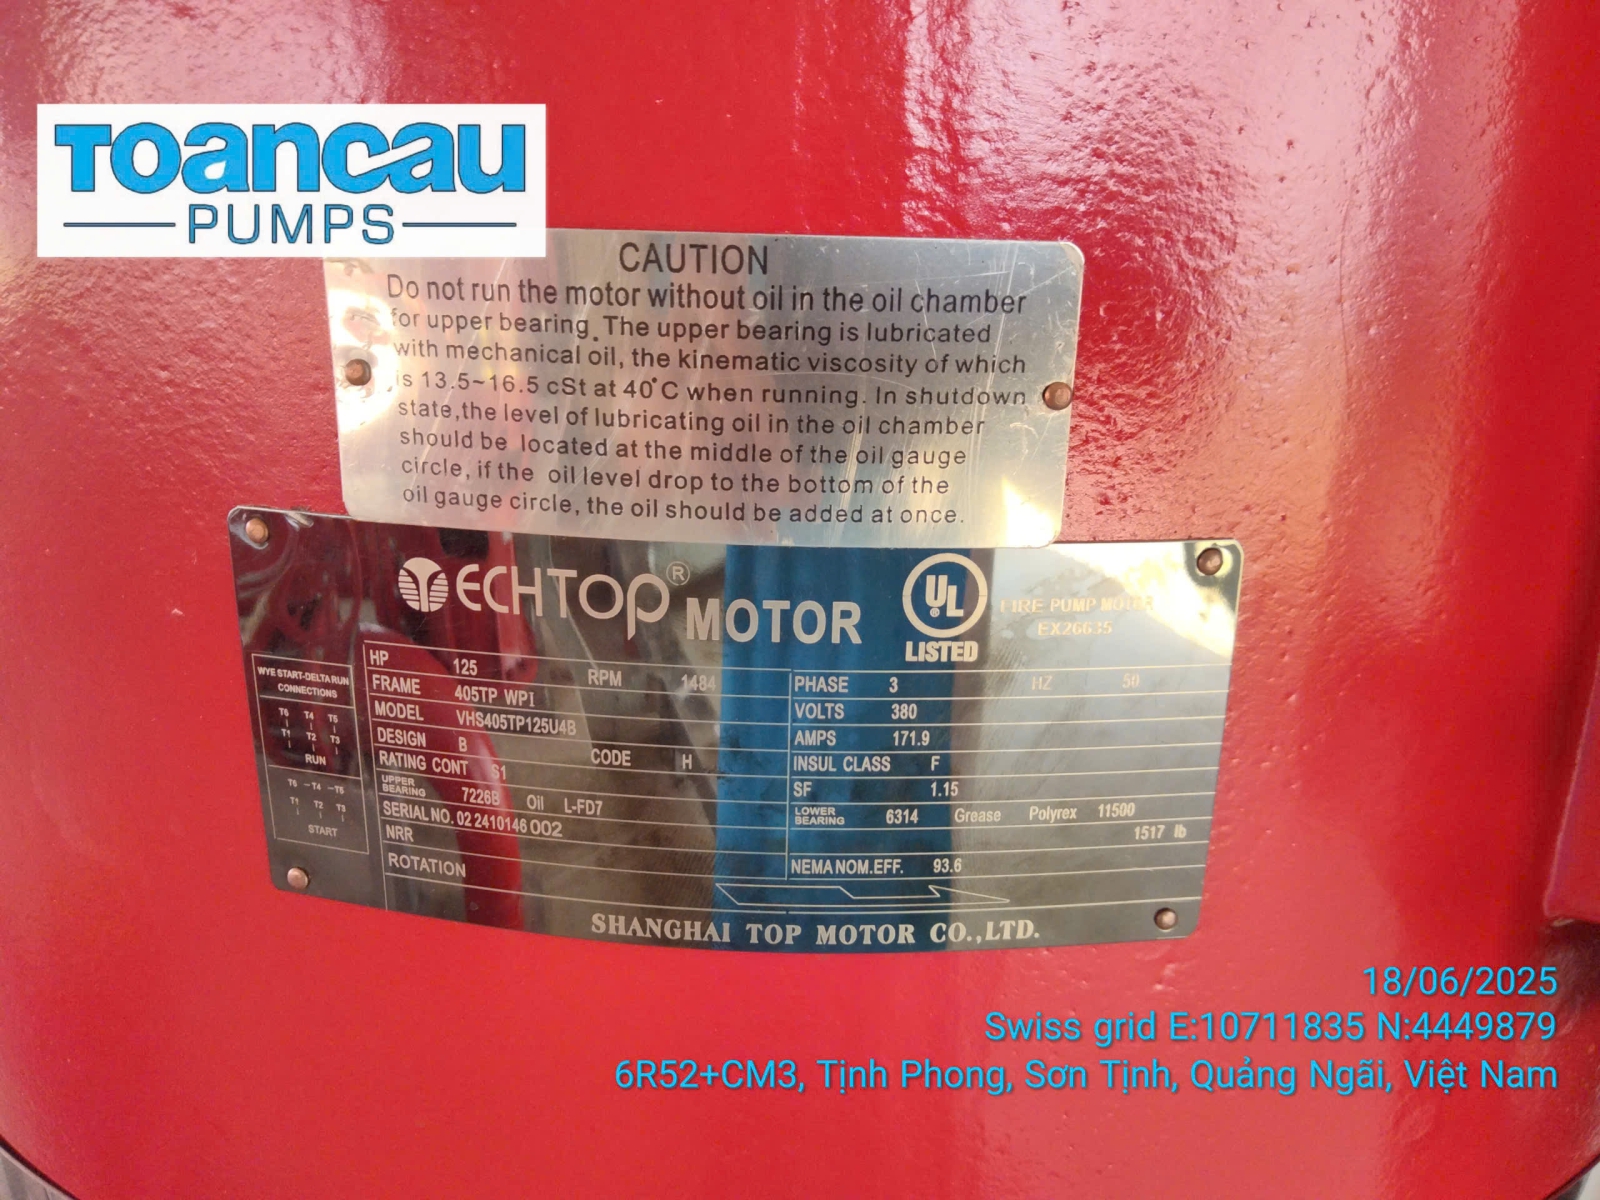 Toancau
PUMPS
CAUTION
Do not run the motor without oil in the oil chamber
for upper bearing. The upper bearing is lubricated
with mechanical oil, the kinematic viscosity of which
is 13.5~16.5 cSt at 40°C when running. In shutdown
state,the level of lubricating oil in the oil chamber
should be located at the middle of the oil gauge
circle, if the oil level drop to the bottom of the
oil gauge circle, the oil should be added at once.
TECHTOP® MOTOR
UL®
LISTED
FIRE PUMP MOTOR
EX26635
WYE START-DELTA RUN
CONNECTIONS
T6 T4 T5
T1 T2 T3
RUN
T6 – T4 – T5
T1 T2 T3
START
HP 125 RPM 1484
FRAME 405TP WPI
MODEL VHS405TP125U4B
DESIGN B CODE H
RATING CONT S1
UPPER BEARING 7226B Oil L-FD7
SERIAL NO. 02 2410146 002
NRR
ROTATION
PHASE 3 HZ 50
VOLTS 380
AMPS 171.9
INSUL CLASS F
SF 1.15
LOWER BEARING 6314 Grease Polyrex 11500
1517 lb
NEMA NOM.EFF. 93.6
SHANGHAI TOP MOTOR CO.,LTD.
18/06/2025
Swiss grid E:10711835 N:4449879
6R52+CM3, Tịnh Phong, Sơn Tịnh, Quảng Ngãi, Việt Nam